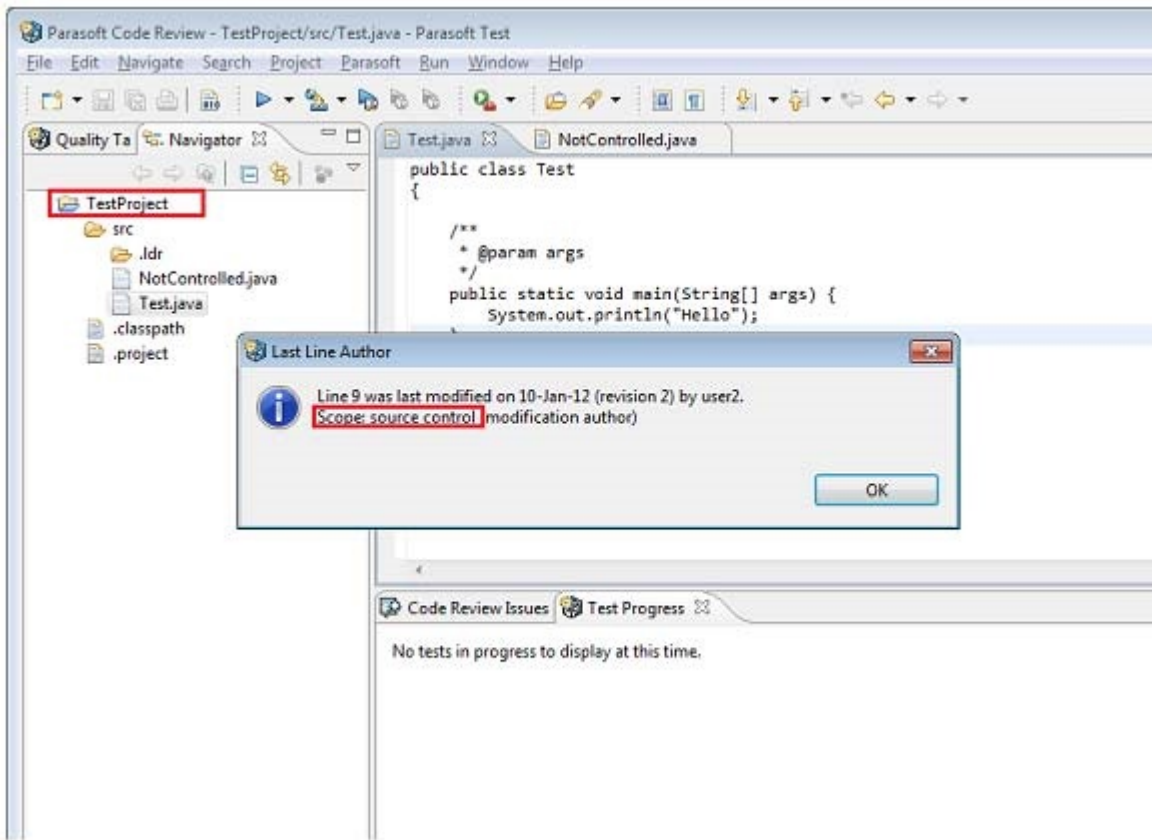 Parasoft Code Review - TestProject/src/Test.java - Parasoft Test
File Edit Navigate Search Project Parasoft Run Window Help
Quality Ta Navigator
Test.java NotControlled.java
TestProject
src
.ldr
NotControlled.java
Test.java
.classpath
.project
public class Test
{
/**
* @param args
*/
public static void main(String[] args) {
System.out.println("Hello");
Last Line Author
Line 9 was last modified on 10-Jan-12 (revision 2) by user2.
Scope: source control modification author)
OK
Code Review Issues Test Progress
No tests in progress to display at this time.